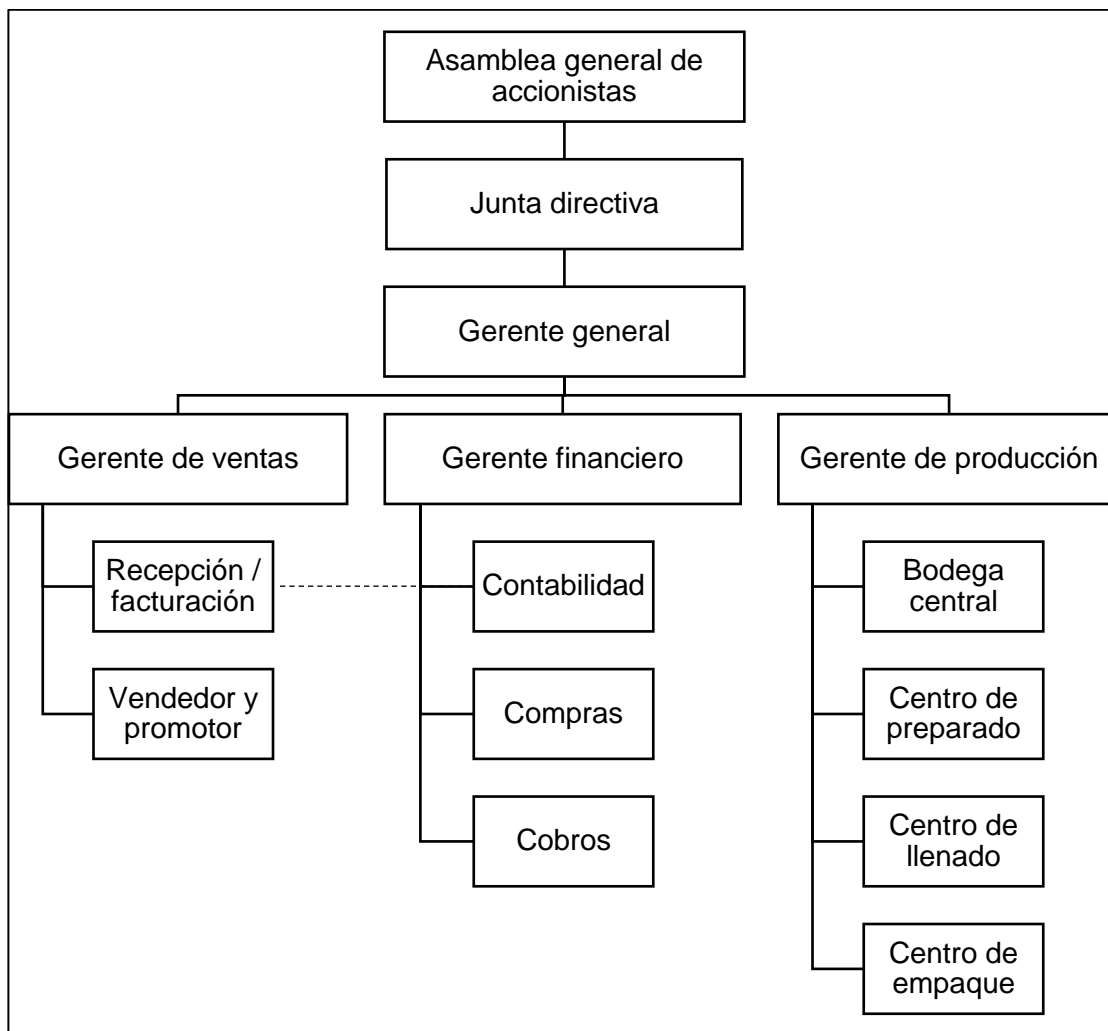 Asamblea general de
accionistas
Junta directiva
Gerente general
Gerente de ventas
Gerente financiero
Gerente de producción
Recepción /
facturación
Vendedor y
promotor
Contabilidad
Compras
Cobros
Bodega
central
Centro de
preparado
Centro de
llenado
Centro de
empaque